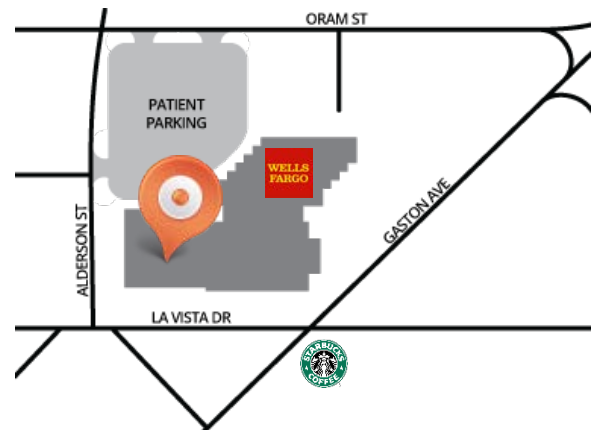 ORAM ST
PATIENT
PARKING
WELLS
FARGO
GASTON AVE
ALDERSON ST
LA VISTA DR
STARBUCKS
COFFEE